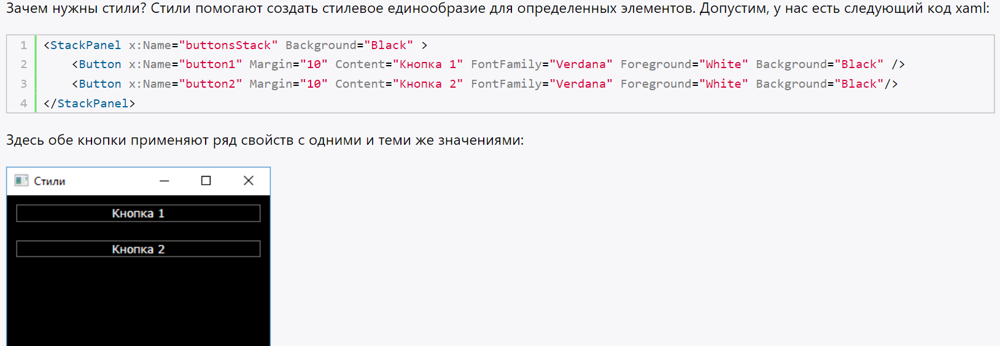 Зачем нужны стили? Стили помогают создать стилевое единообразие для определенных элементов. Допустим, у нас есть следующий код xaml:
1 <StackPanel x:Name="buttonsStack" Background="Black" >
2     <Button x:Name="button1" Margin="10" Content="Кнопка 1" FontFamily="Verdana" Foreground="White" Background="Black" />
3     <Button x:Name="button2" Margin="10" Content="Кнопка 2" FontFamily="Verdana" Foreground="White" Background="Black"/>
4 </StackPanel>
Здесь обе кнопки применяют ряд свойств с одними и теми же значениями:
Стили
Кнопка 1
Кнопка 2